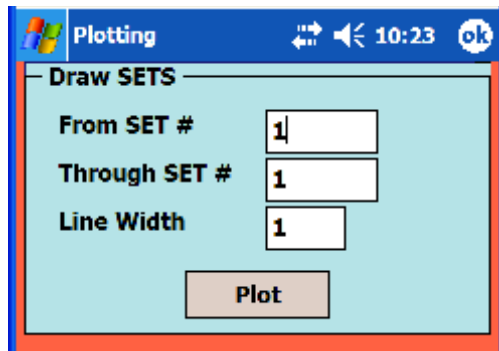 Plotting 10:23 ok
Draw SETS
From SET # 1
Through SET # 1
Line Width 1
Plot